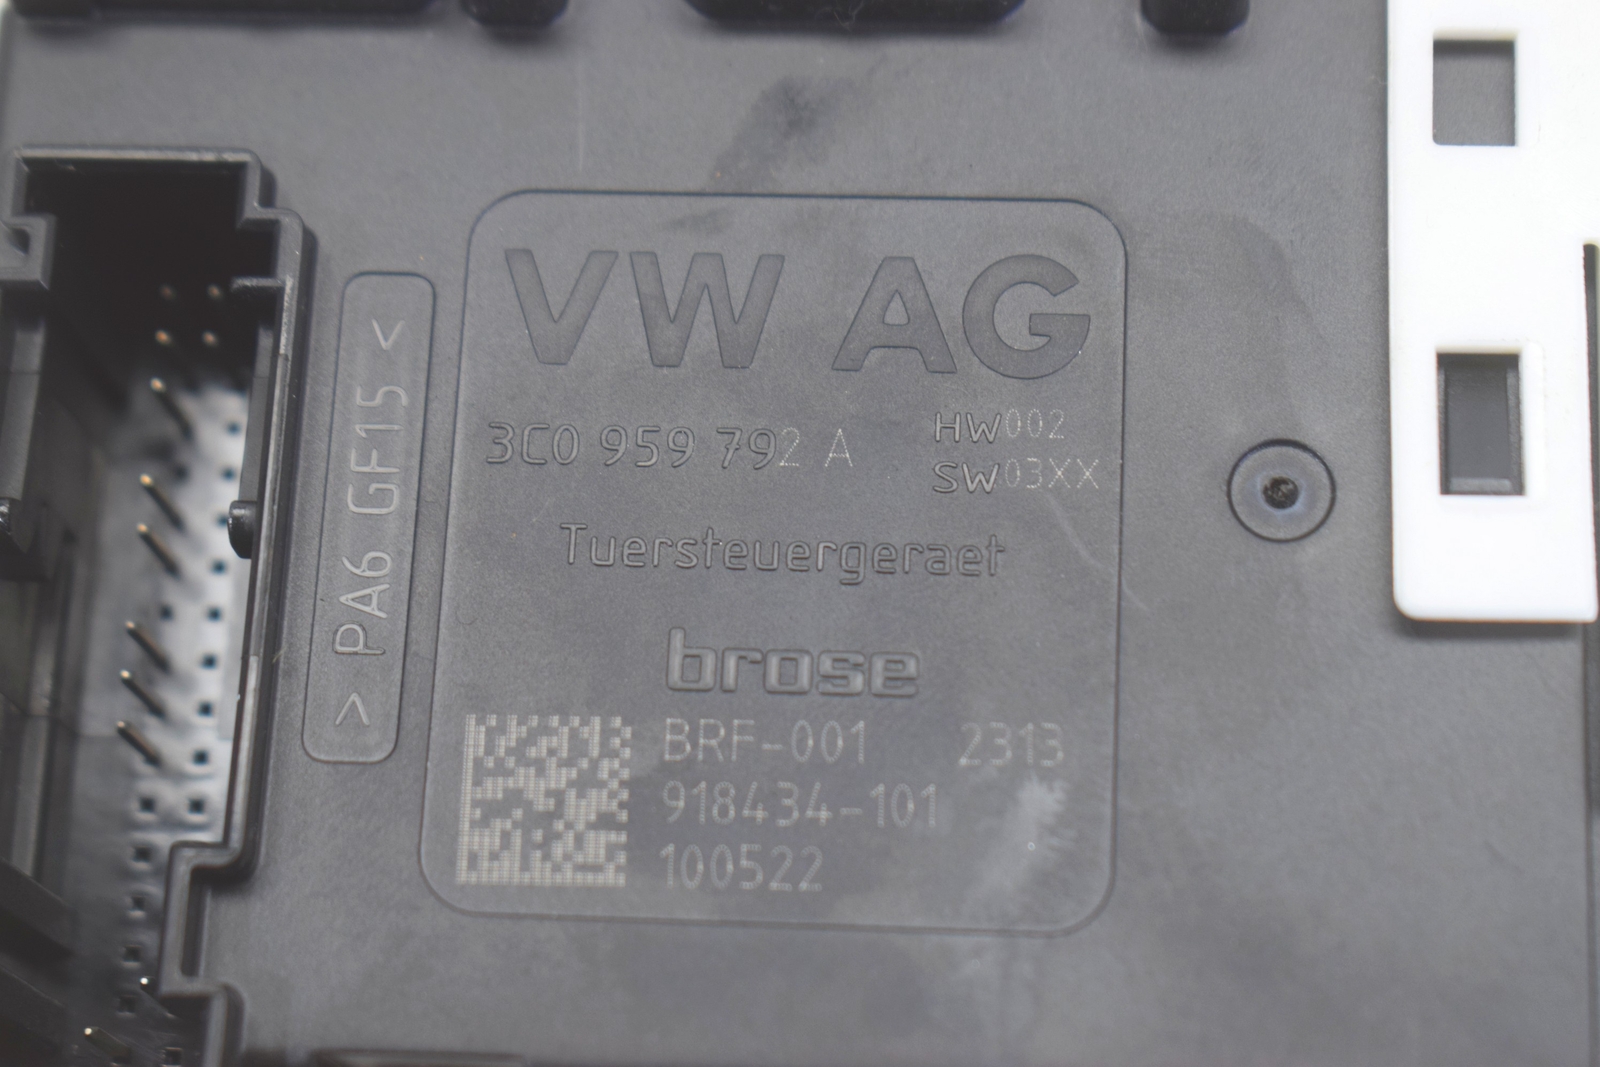 VW AG
3C0 959 792 A
HW002
SW03XX
Tuersteuergeraet
brose
BRF-001 2313
918434-101
100522
> PA6 GF15 <